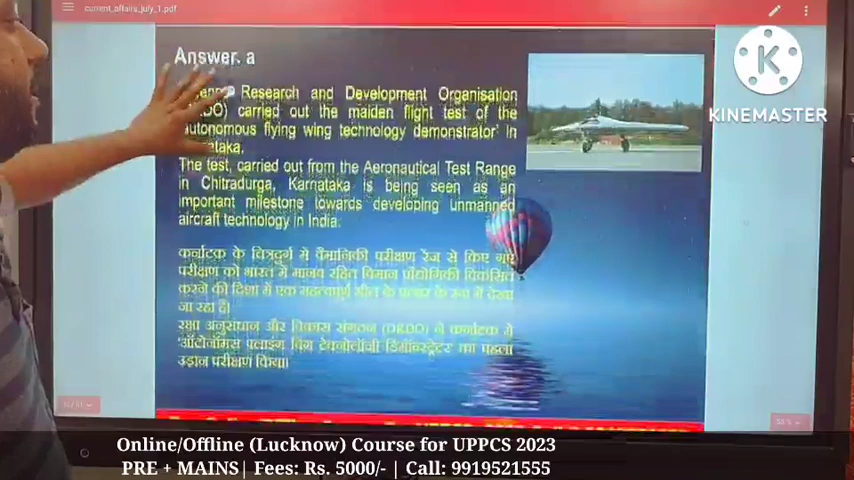 current_affairs_july_1.pdf
Answer. a
Research and Development Organisation
carried out the maiden flight test of the
autonomous flying wing technology demonstrator' in
The test, carried out from the Aeronautical Test Range
in Chitradurga, Karnataka is being seen as an
important milestone towards developing unmanned
aircraft technology in India.
कर्नाटक के चित्रदुर्ग में वैमानिकी परीक्षण रेंज से किए गए
परीक्षण को भारत में मानव रहित विमान प्रौद्योगिकी विकसित
करने की दिशा में एक महत्वपूर्ण मील के पत्थर के रूप में देखा
जा रहा है।
रक्षा अनुसंधान और विकास संगठन (DRDO) ने कर्नाटक में
'ऑटोनॉमस फ्लाइंग विंग टेक्नोलॉजी डिमॉन्स्ट्रेटर' का पहला
उड़ान परीक्षण किया।
K
KINEMASTER
Online/Offline (Lucknow) Course for UPPCS 2023
PRE + MAINS| Fees: Rs. 5000/- | Call: 9919521555